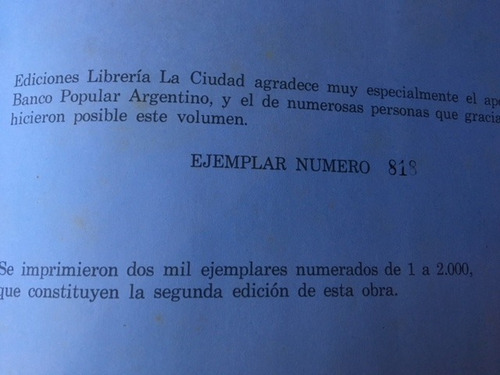 Ediciones Librería La Ciudad agradece muy especialmente el
Banco Popular Argentino, y el de numerosas personas que
hicieron posible este volumen.
EJEMPLAR NUMERO 818
Se imprimieron dos mil ejemplares numerados de 1 a 2.000,
que constituyen la segunda edición de esta obra.